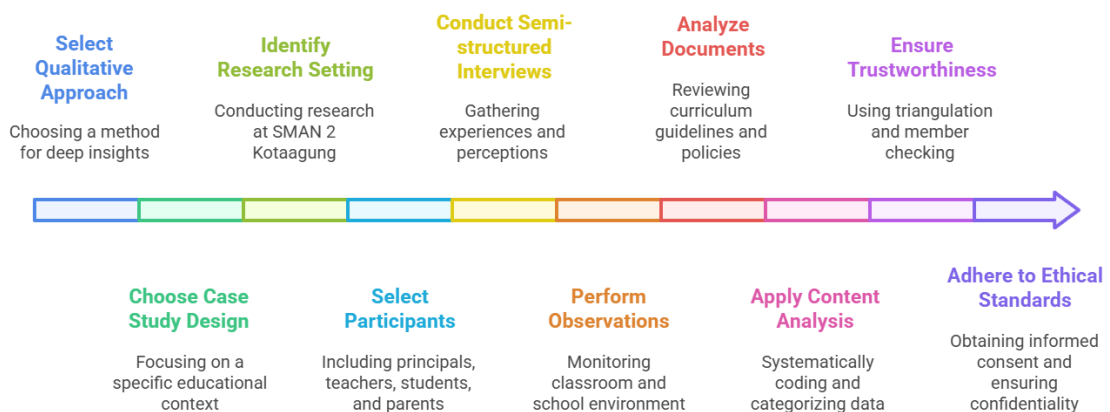 Select
Qualitative
Approach
Choosing a method
for deep insights
Identify
Research Setting
Conducting research
at SMAN 2
Kotaagung
Conduct Semi-
structured
Interviews
Gathering
experiences and
perceptions
Analyze
Documents
Reviewing
curriculum
guidelines and
policies
Ensure
Trustworthiness
Using triangulation
and member
checking
Choose Case
Study Design
Focusing on a
specific educational
context
Select
Participants
Including principals,
teachers, students,
and parents
Perform
Observations
Monitoring
classroom and
school environment
Apply Content
Analysis
Systematically
coding and
categorizing data
Adhere to Ethical
Standards
Obtaining informed
consent and
ensuring
confidentiality